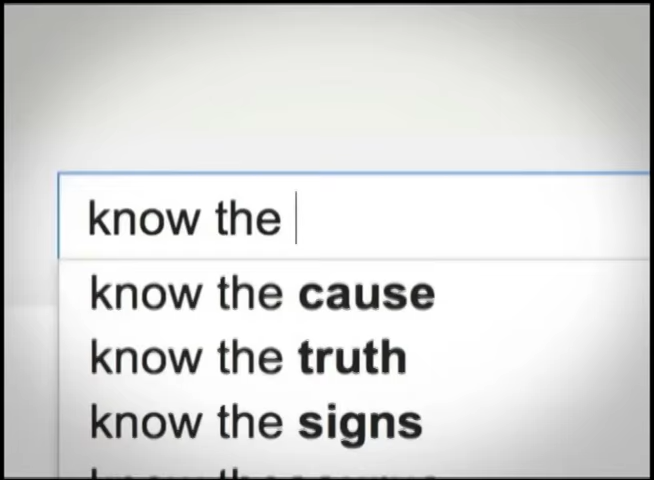 know the
know the cause
know the truth
know the signs